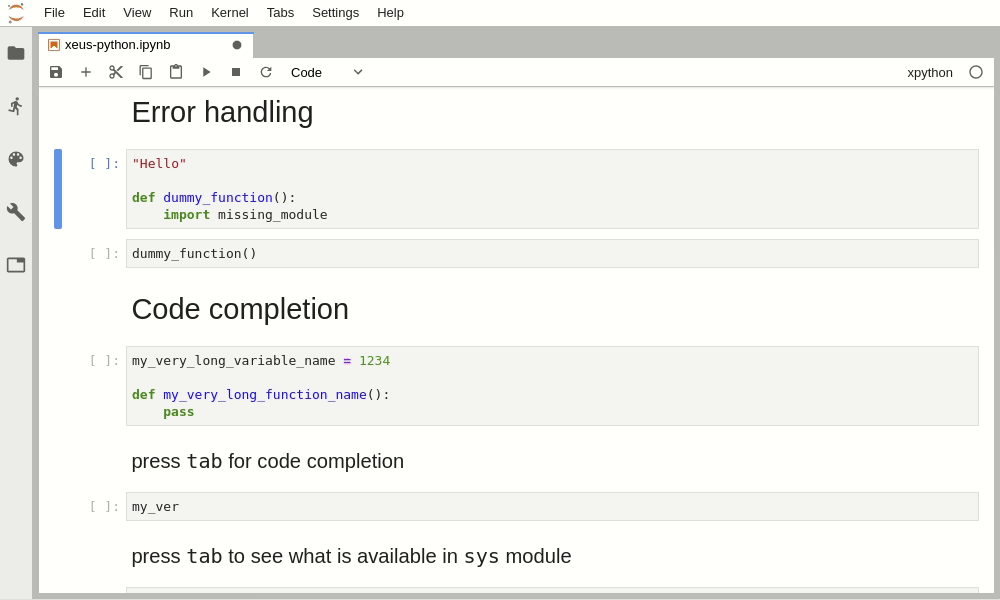 File Edit View Run Kernel Tabs Settings Help
xeus-python.ipynb
Code xpython
Error handling
[ ]: "Hello"
def dummy_function():
    import missing_module
[ ]: dummy_function()
Code completion
[ ]: my_very_long_variable_name = 1234
def my_very_long_function_name():
    pass
press tab for code completion
[ ]: my_ver
press tab to see what is available in sys module